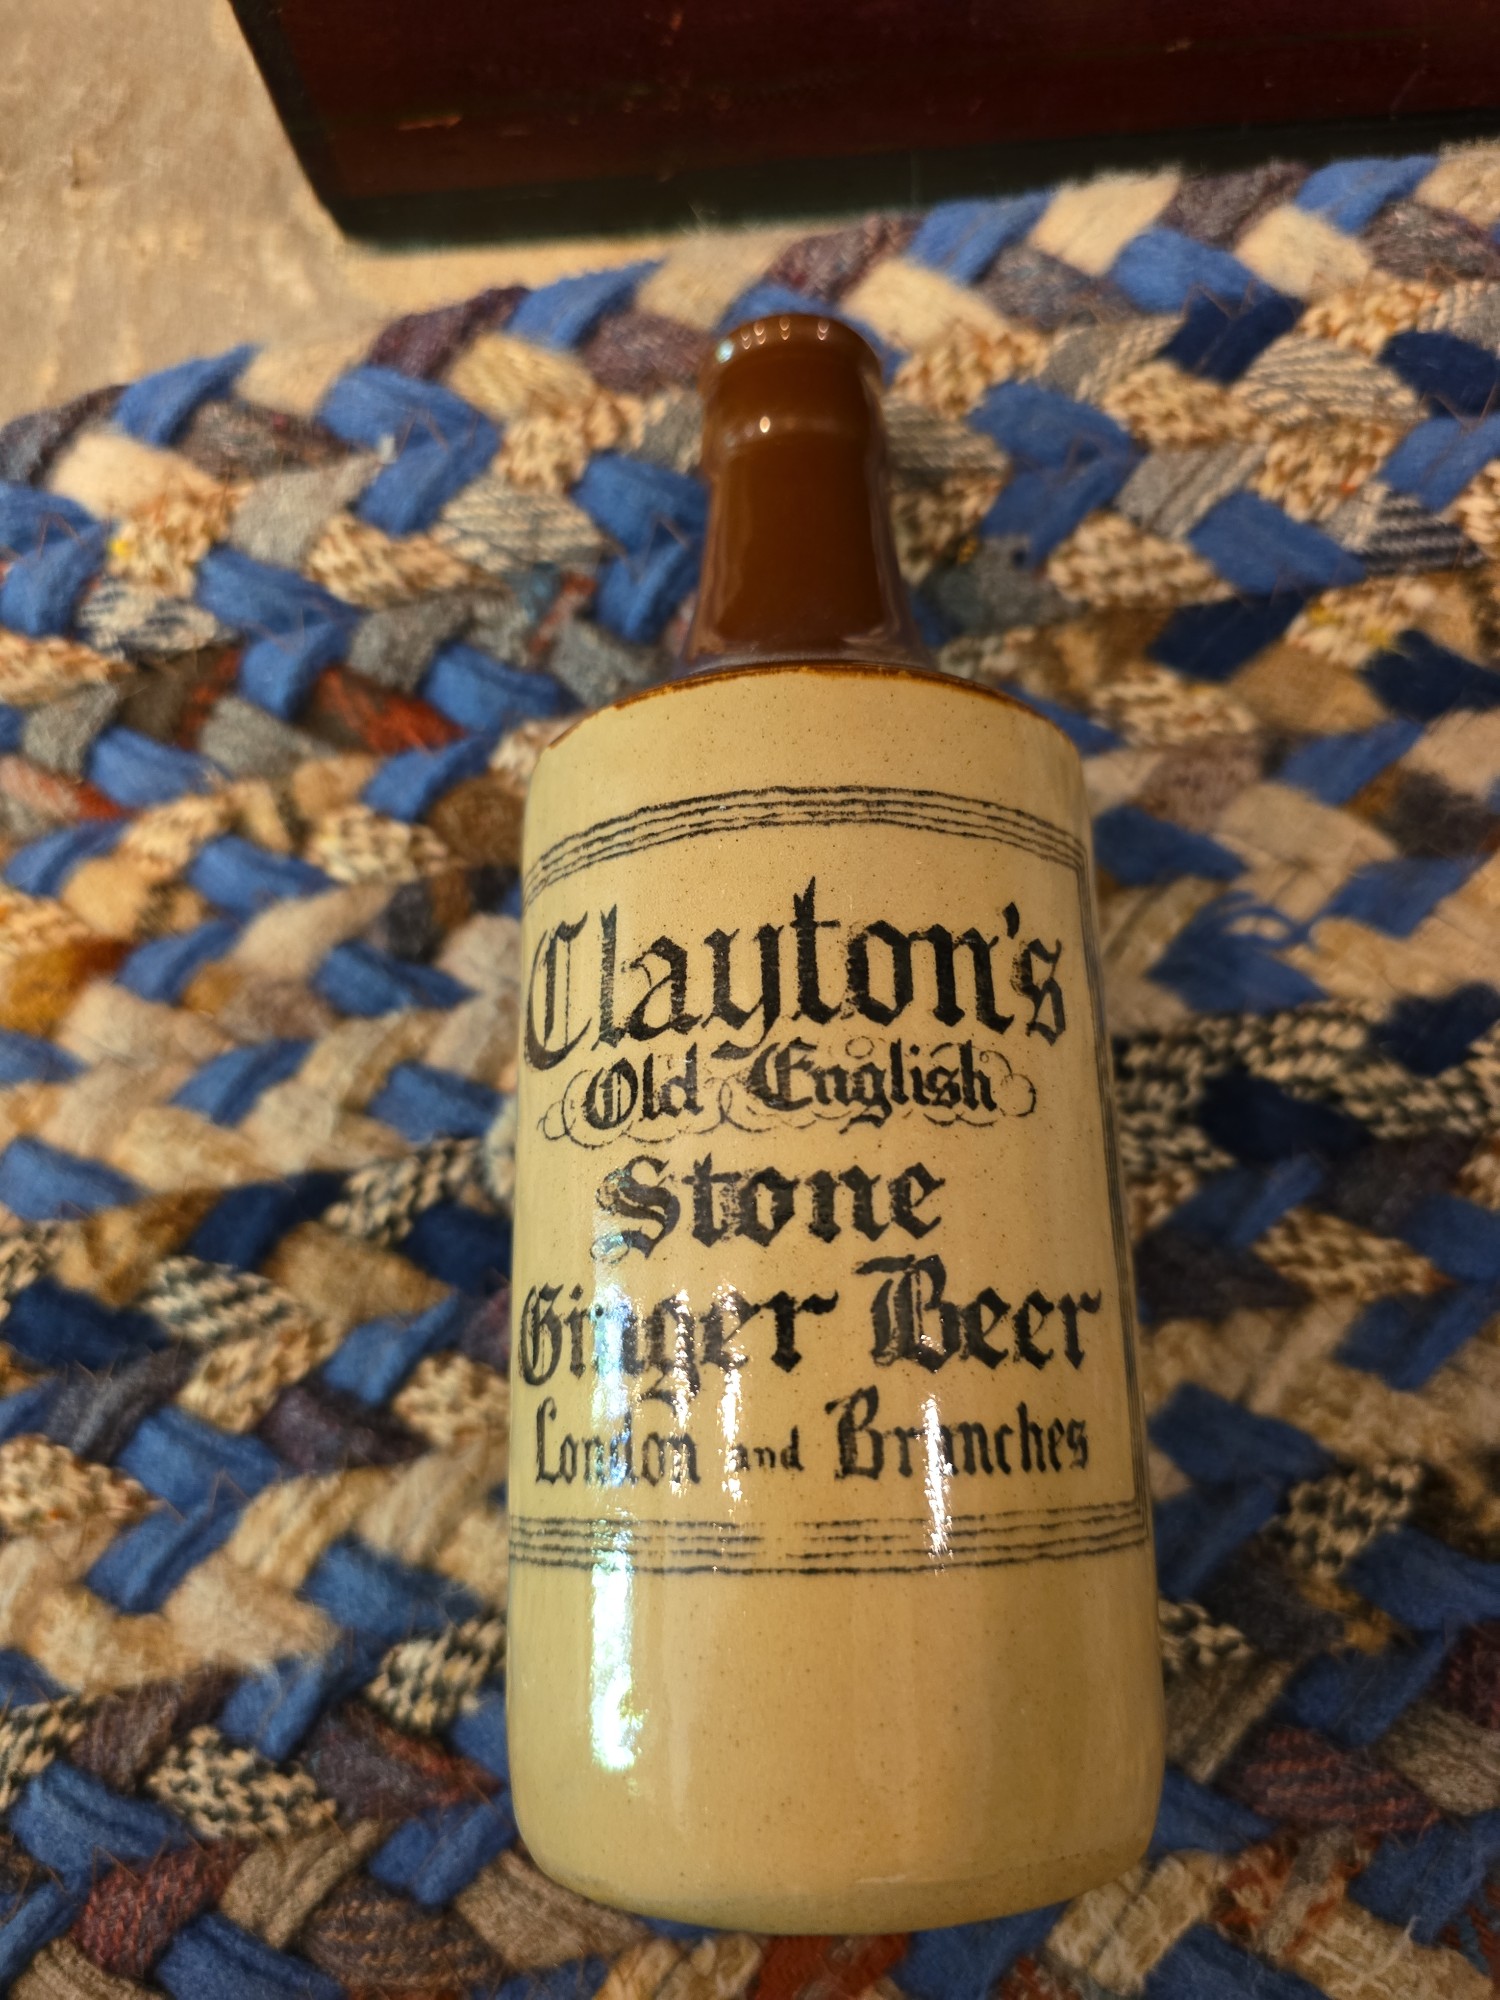 Clayton's
Old English
Stone
Ginger Beer
London and Branches